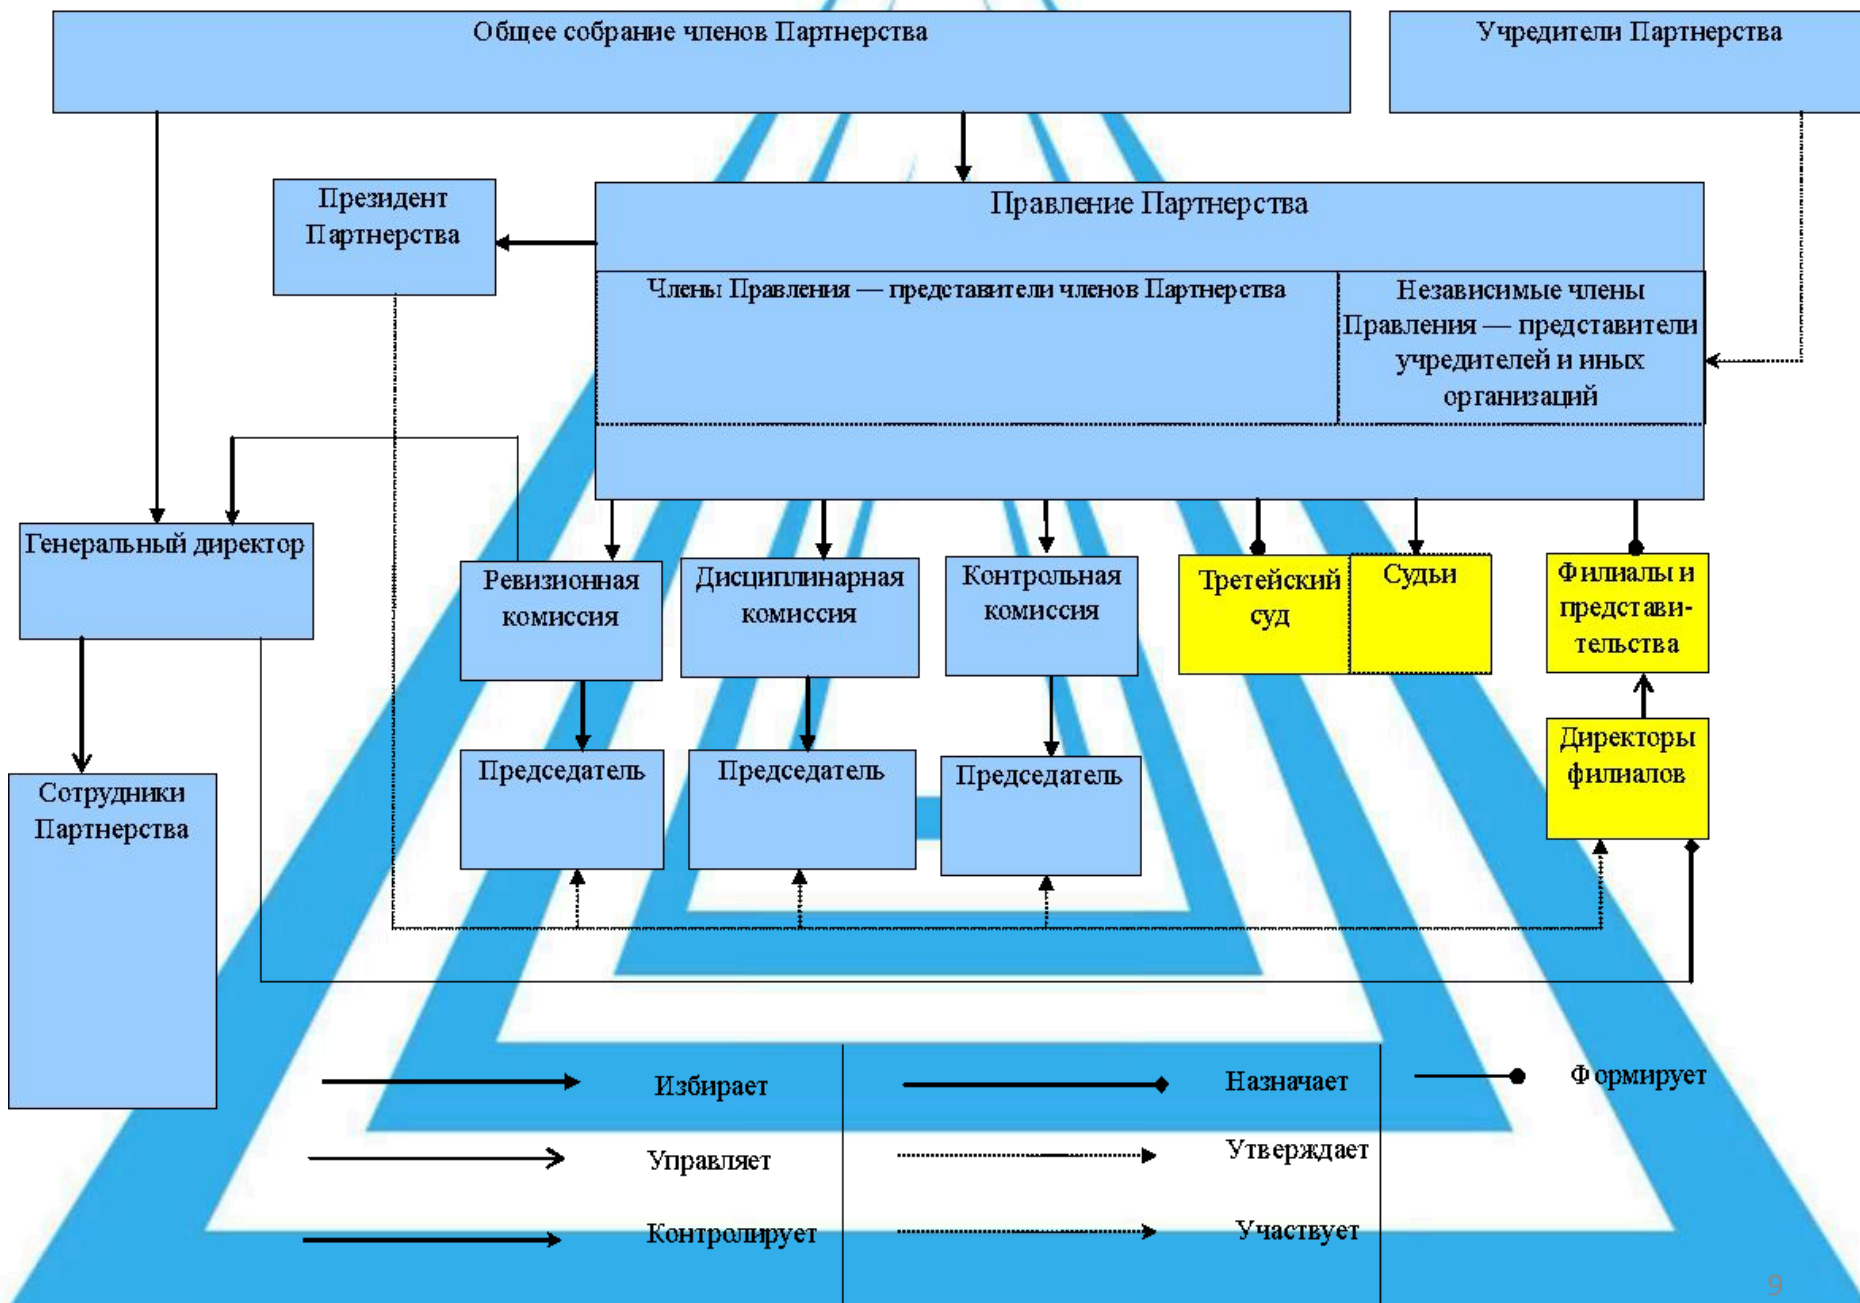 Общее собрание членов Партнерства
Учредители Партнерства
Президент
Партнерства
Правление Партнерства
Члены Правления — представители членов Партнерства
Независимые члены
Правления — представители
учредителей и иных
организаций
Генеральный директор
Ревизионная
комиссия
Дисциплинарная
комиссия
Контрольная
комиссия
Третейский
суд
Судьи
Филиалы и
представи-
тельства
Председатель
Председатель
Председатель
Директоры
филиалов
Сотрудники
Партнерства
Избирает
Назначает
Формирует
Управляет
Утверждает
Контролирует
Участвует
9